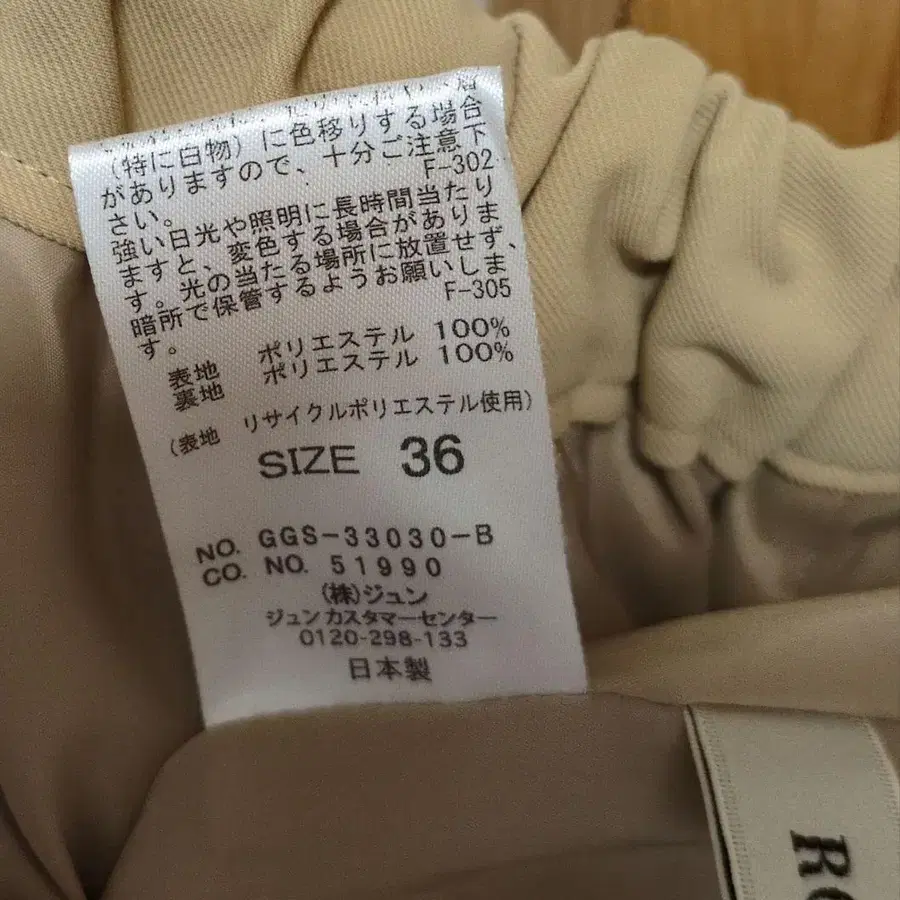 （特に白物）に色移りする場合
がありますので、十分ご注意下
さい。
F-302
強い日光や照明に長時間当たり
ますと、変色する場合がありま
す。光の当たる場所に放置せず、
暗所で保管するようお願いしま
す。
F-305
表地 ポリエステル 100%
裏地 ポリエステル 100%
(表地 リサイクルポリエステル使用)
SIZE 36
NO. GGS-33030-B
CO. NO. 51990
(株)ジュン
ジュンカスタマーセンター
0120-298-133
日本製